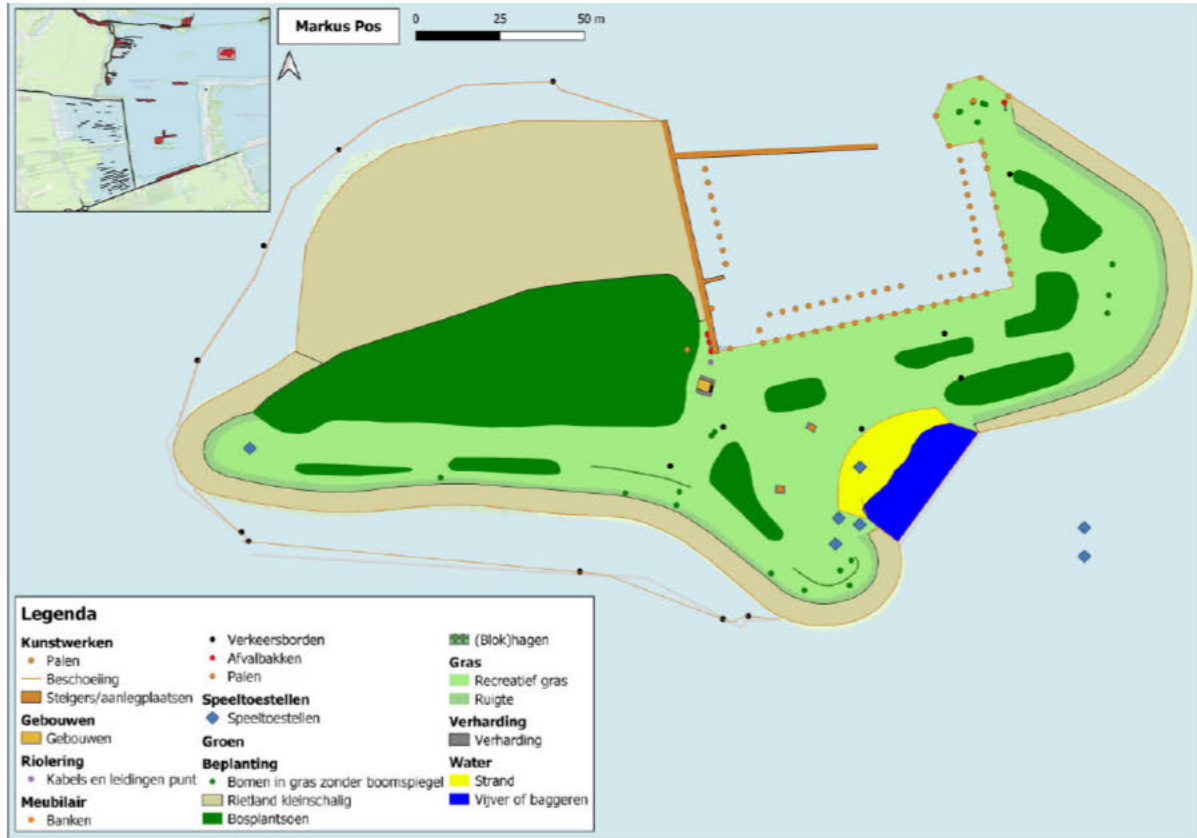 Markus Pos
0 25 50 m
Legenda
Kunstwerken
Palen
Beschoeiing
Steigers/aanlegplaatsen
Gebouwen
Gebouwen
Riolering
Kabels en leidingen punt
Meubilair
Banken
Verkeersborden
Afvalbakken
Palen
Speeltoestellen
Speeltoestellen
Groen
Beplanting
Bomen in gras zonder boomspiegel
Rietland kleinschalig
Bosplantsoen
(Blok)hagen
Gras
Recreatief gras
Ruigte
Verharding
Verharding
Water
Strand
Vijver of baggeren